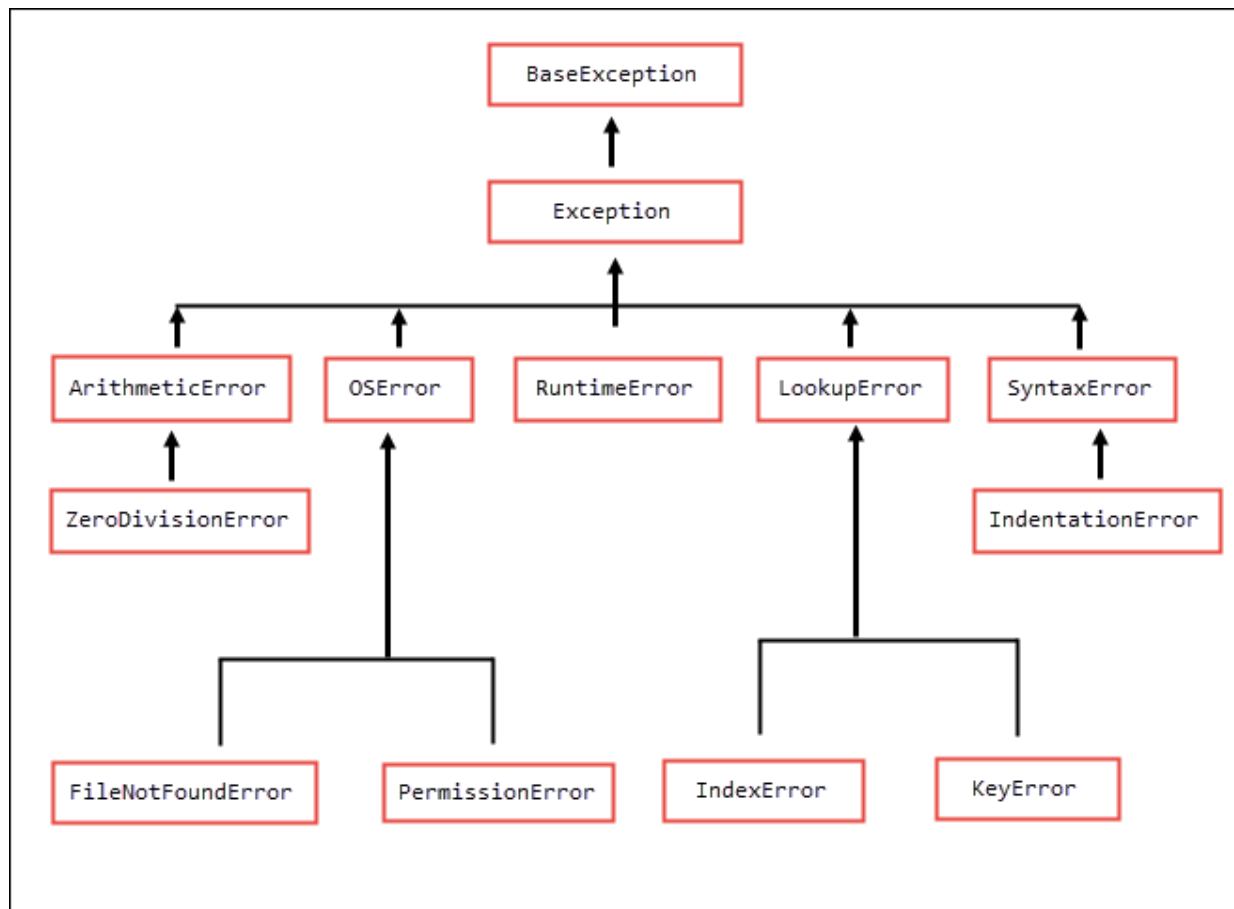 BaseException
Exception
ArithmeticError
OSError
RuntimeError
LookupError
SyntaxError
ZeroDivisionError
IndentationError
FileNotFoundError
PermissionError
IndexError
KeyError